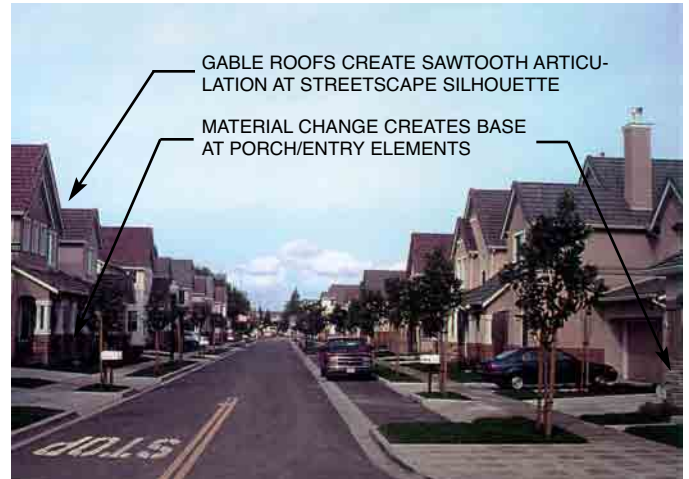 GABLE ROOFS CREATE SAWTOOTH ARTICU-
LATION AT STREETSCAPE SILHOUETTE
MATERIAL CHANGE CREATES BASE
AT PORCH/ENTRY ELEMENTS
STOP